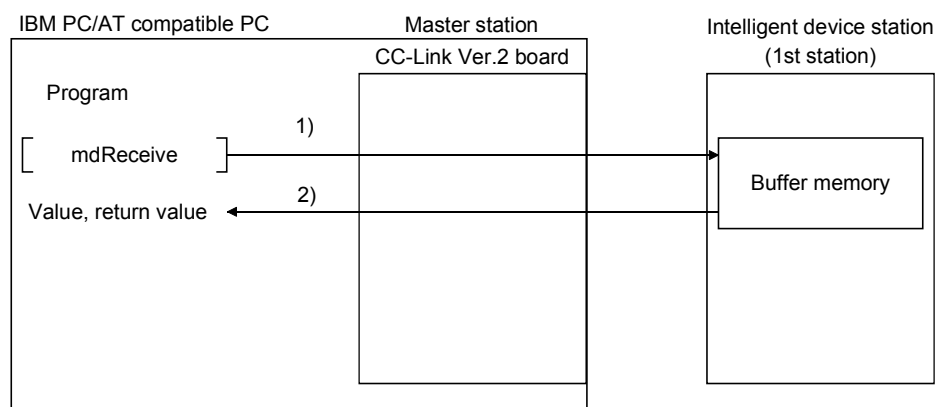 IBM PC/AT compatible PC
Master station
Intelligent device station
(1st station)
CC-Link Ver.2 board
Program
1)
mdReceive
Buffer memory
2)
Value, return value